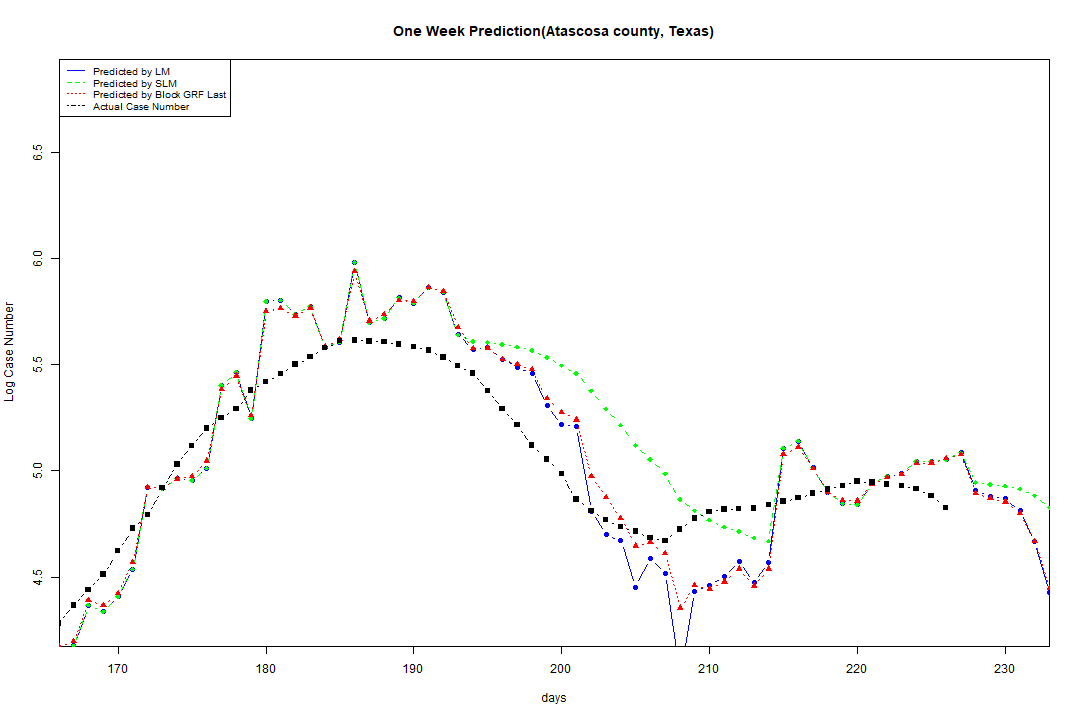 One Week Prediction(Atascosa county, Texas)
Predicted by LM
Predicted by SLM
Predicted by Block GRF Last
Actual Case Number
6.5
6.0
5.5
5.0
4.5
Log Case Number
170 180 190 200 210 220 230
days